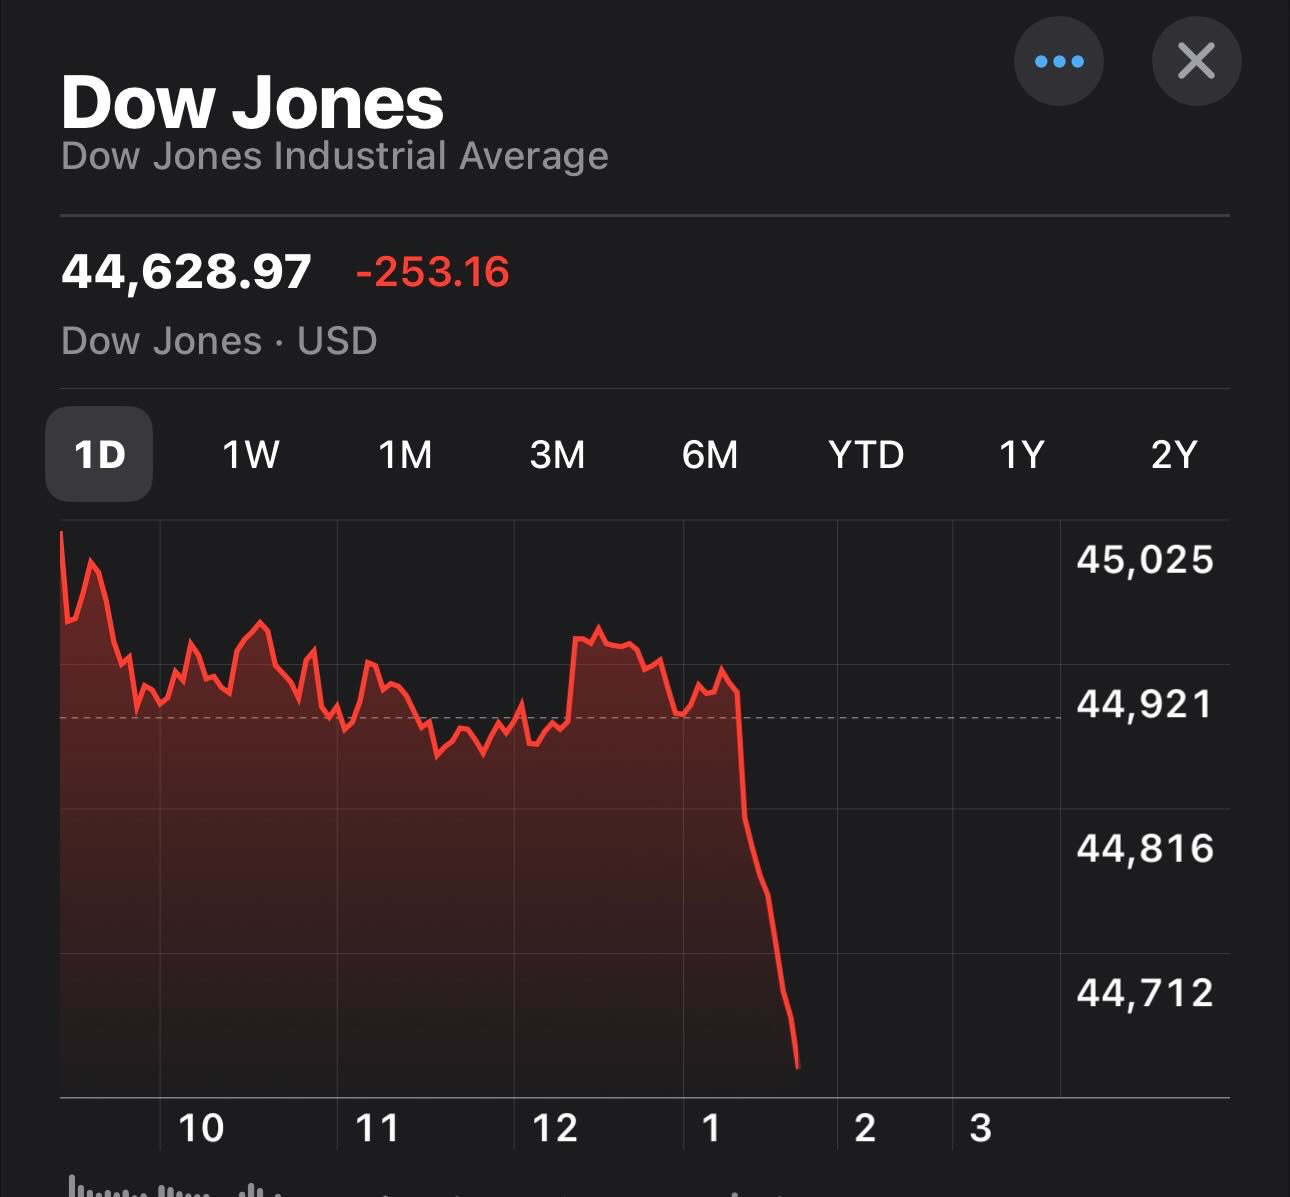 Dow Jones
Dow Jones Industrial Average
44,628.97 -253.16
Dow Jones · USD
1D 1W 1M 3M 6M YTD 1Y 2Y
45,025
44,921
44,816
44,712
10 11 12 1 2 3